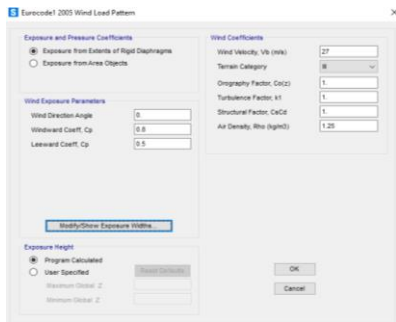 Eurocode1 2005 Wind Load Pattern
Exposure and Pressure Coefficients
Exposure from Extents of Rigid Diaphragms
Exposure from Area Objects
Wind Exposure Parameters
Wind Direction Angle 0.
Windward Coeff, Cp 0.8
Leeward Coeff, Cp 0.5
Modify/Show Exposure Widths...
Exposure Height
Program Calculated
User Specified Reset Defaults
Maximum Global Z
Minimum Global Z
Wind Coefficients
Wind Velocity, Vb (m/s) 27
Terrain Category
Orography Factor, Co(z) 1.
Turbulence Factor, k1 1.
Structural Factor, CsCd 1.
Air Density, Rho (kg/m3) 1.25
OK
Cancel